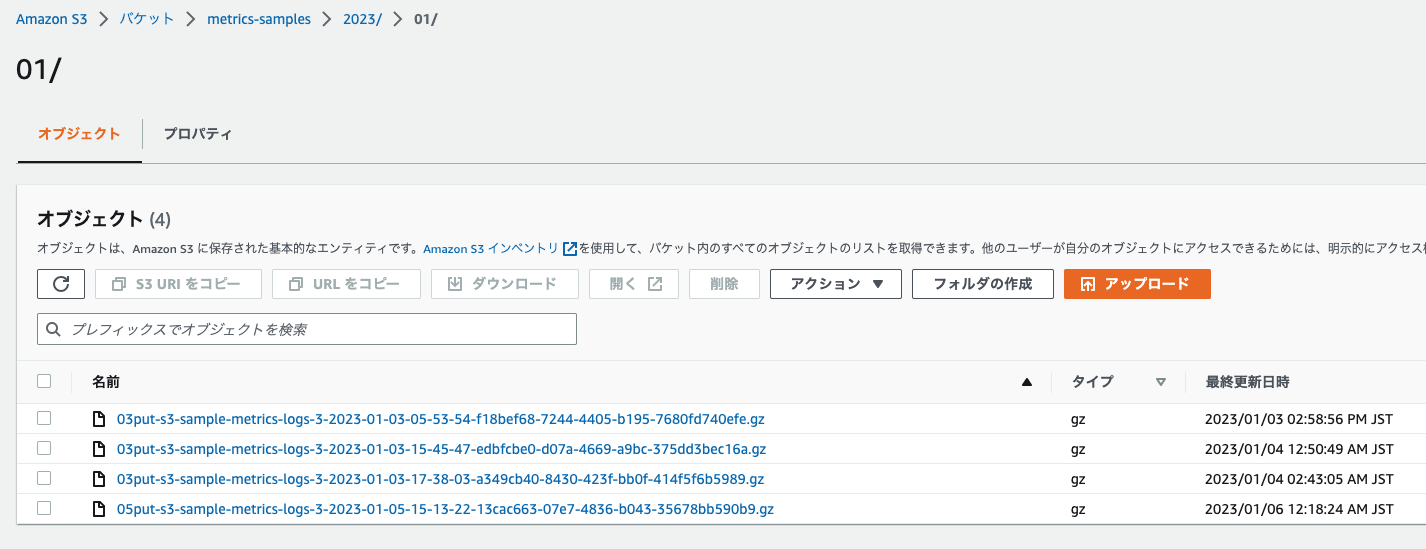 Amazon S3 > バケット > metrics-samples > 2023/ > 01/
01/
オブジェクト プロパティ
オブジェクト (4)
オブジェクトは、Amazon S3 に保存された基本的なエンティティです。Amazon S3 インベントリ を使用して、バケット内のすべてのオブジェクトのリストを取得できます。他のユーザーが自分のオブジェクトにアクセスできるためには、明示的にアクセス
S3 URI をコピー URL をコピー ダウンロード 開く 削除 アクション フォルダの作成 アップロード
プレフィックスでオブジェクトを検索
名前 タイプ 最終更新日時
03put-s3-sample-metrics-logs-3-2023-01-03-05-53-54-f18bef68-7244-4405-b195-7680fd740efe.gz gz 2023/01/03 02:58:56 PM JST
03put-s3-sample-metrics-logs-3-2023-01-03-15-45-47-edbfcbe0-d07a-4669-a9bc-375dd3bec16a.gz gz 2023/01/04 12:50:49 AM JST
03put-s3-sample-metrics-logs-3-2023-01-03-17-38-03-a349cb40-8430-423f-bb0f-414f5f6b5989.gz gz 2023/01/04 02:43:05 AM JST
05put-s3-sample-metrics-logs-3-2023-01-05-15-13-22-13cac663-07e7-4836-b043-35678bb590b9.gz gz 2023/01/06 12:18:24 AM JST